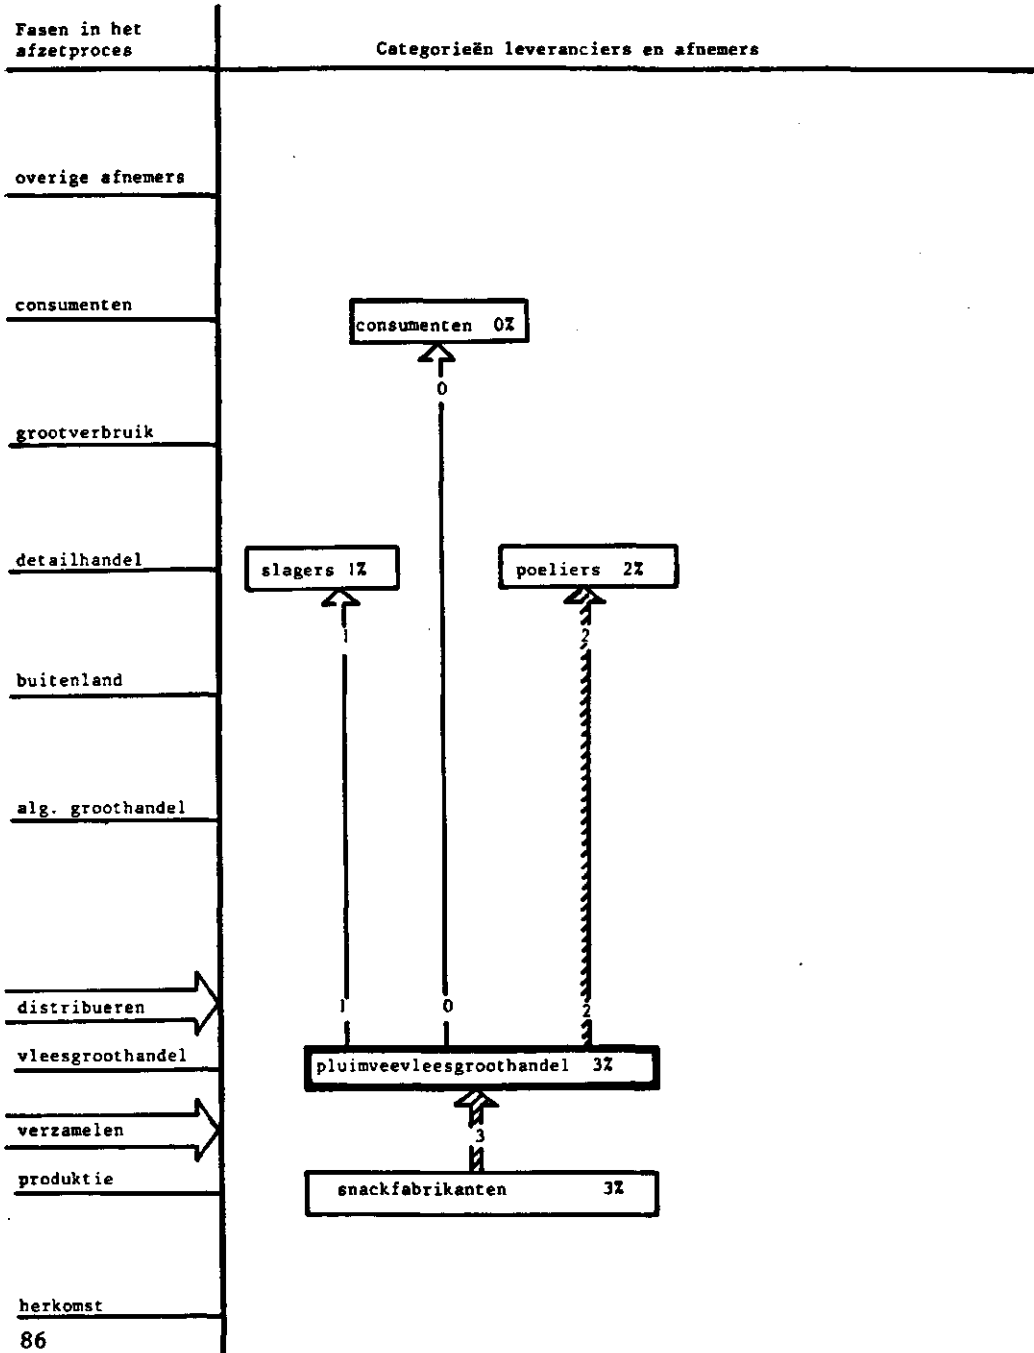 Fasen in het
afzetproces
Categorieën leveranciers en afnemers
overige afnemers
consumenten
consumenten 0%
0
grootverbruik
detailhandel
slagers 1%
poeliers 2%
1
2
buitenland
alg. groothandel
distribueren
1
0
2
vleesgroothandel
pluimveevleesgroothandel 3%
verzamelen
3
produktie
snackfabrikanten 3%
herkomst
86